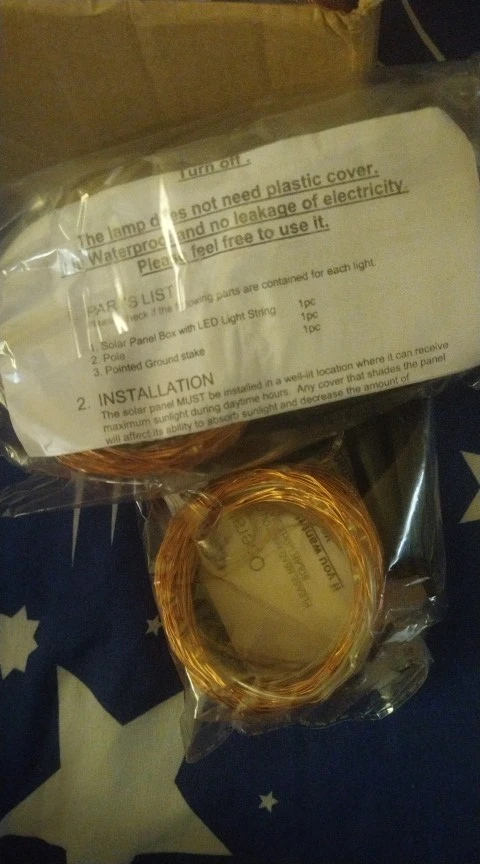 Turn off.
The lamp does not need plastic cover.
Waterproof and no leakage of electricity.
Please feel free to use it.
PARTS LIST
check if the following parts are contained for each light.
1. Solar Panel Box with LED Light String 1pc
2. Pole 1pc
3. Pointed Ground stake 1pc
2. INSTALLATION
The solar panel MUST be installed in a well-lit location where it can receive
maximum sunlight during daytime hours. Any cover that shades the panel
will affect its ability to absorb sunlight and decrease the amount of
if you want